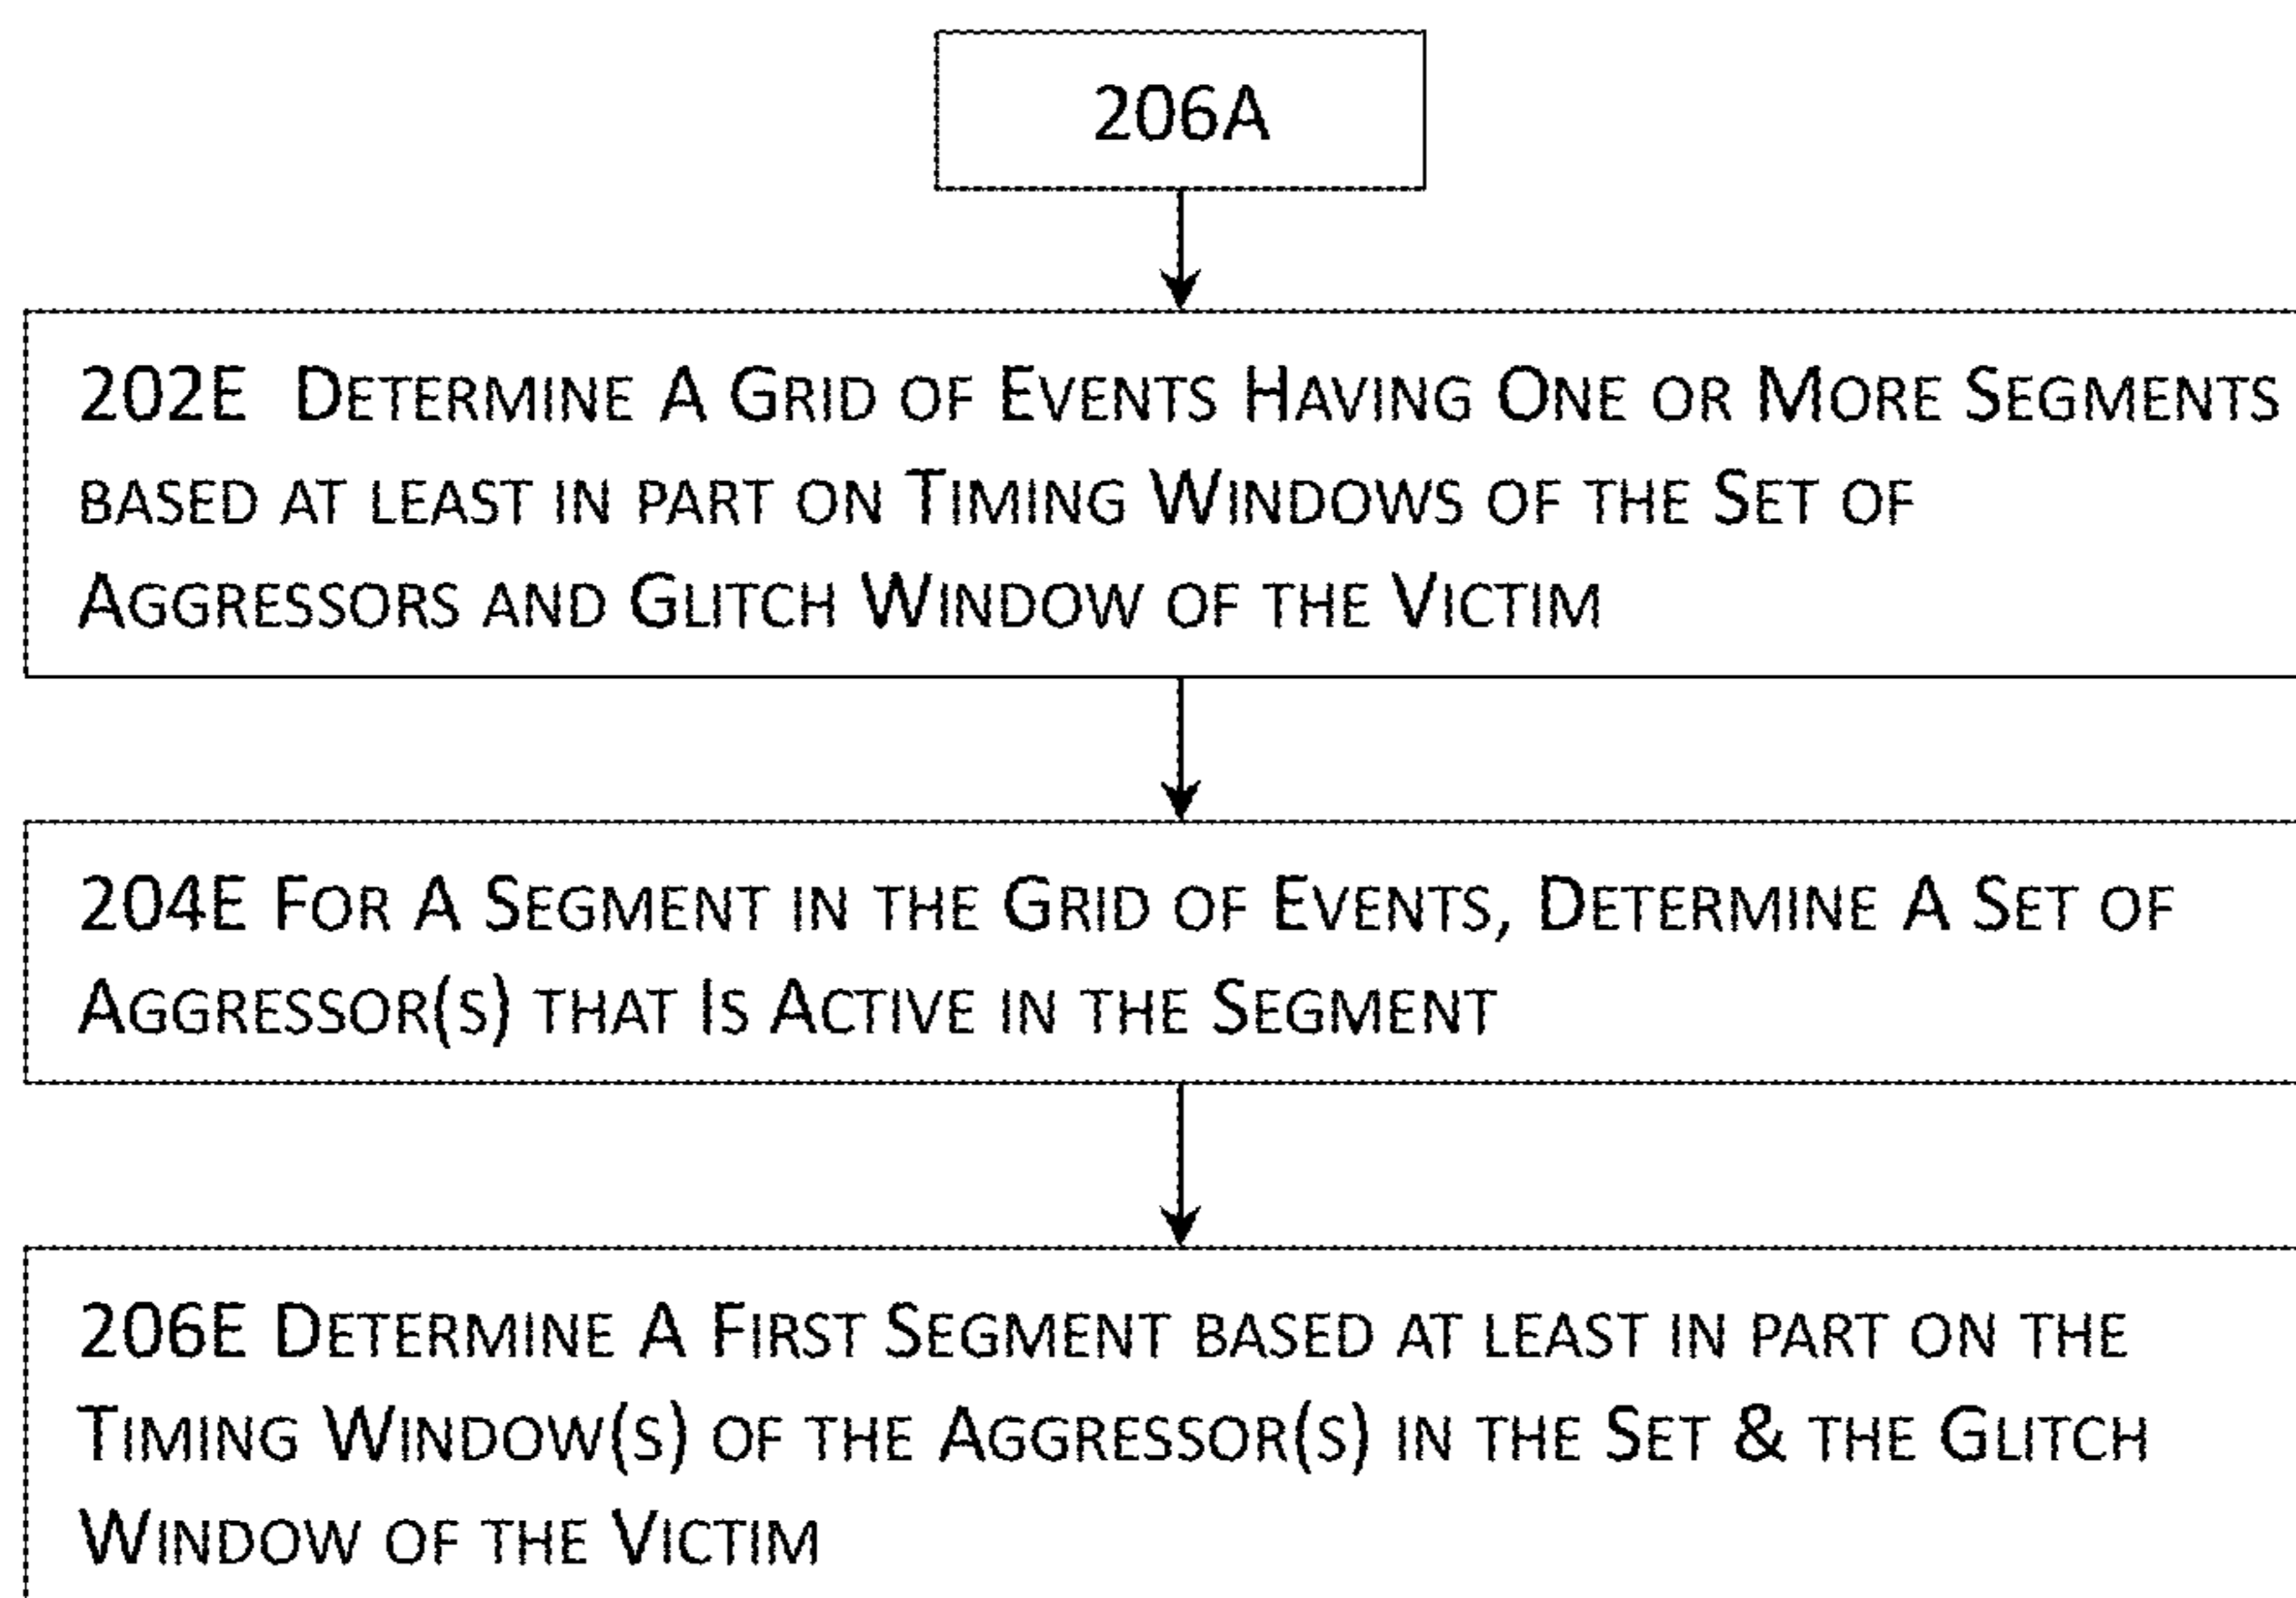 206A
202E Determine A Grid of Events Having One or More Segments
based at least in part on Timing Windows of the Set of
Aggressors and Glitch Window of the Victim
204E For A Segment in the Grid of Events, Determine A Set of
Aggressor(s) that Is Active in the Segment
206E Determine A First Segment based at least in part on the
Timing Window(s) of the Aggressor(s) in the Set & the Glitch
Window of the Victim